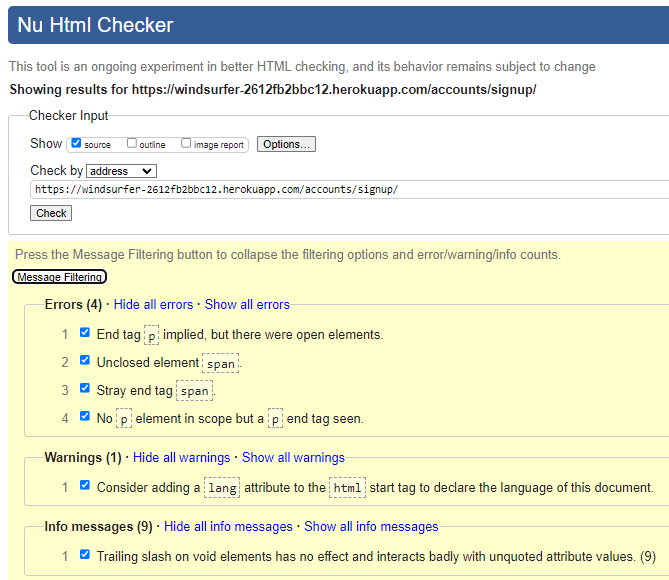 Nu Html Checker
This tool is an ongoing experiment in better HTML checking, and its behavior remains subject to change
Showing results for https://windsurfer-2612fb2bbc12.herokuapp.com/accounts/signup/
Checker Input
Show source outline image report Options...
Check by address
https://windsurfer-2612fb2bbc12.herokuapp.com/accounts/signup/
Check
Press the Message Filtering button to collapse the filtering options and error/warning/info counts.
Message Filtering
Errors (4) · Hide all errors · Show all errors
1 End tag p implied, but there were open elements.
2 Unclosed element span.
3 Stray end tag span.
4 No p element in scope but a p end tag seen.
Warnings (1) · Hide all warnings · Show all warnings
1 Consider adding a lang attribute to the html start tag to declare the language of this document.
Info messages (9) · Hide all info messages · Show all info messages
1 Trailing slash on void elements has no effect and interacts badly with unquoted attribute values. (9)